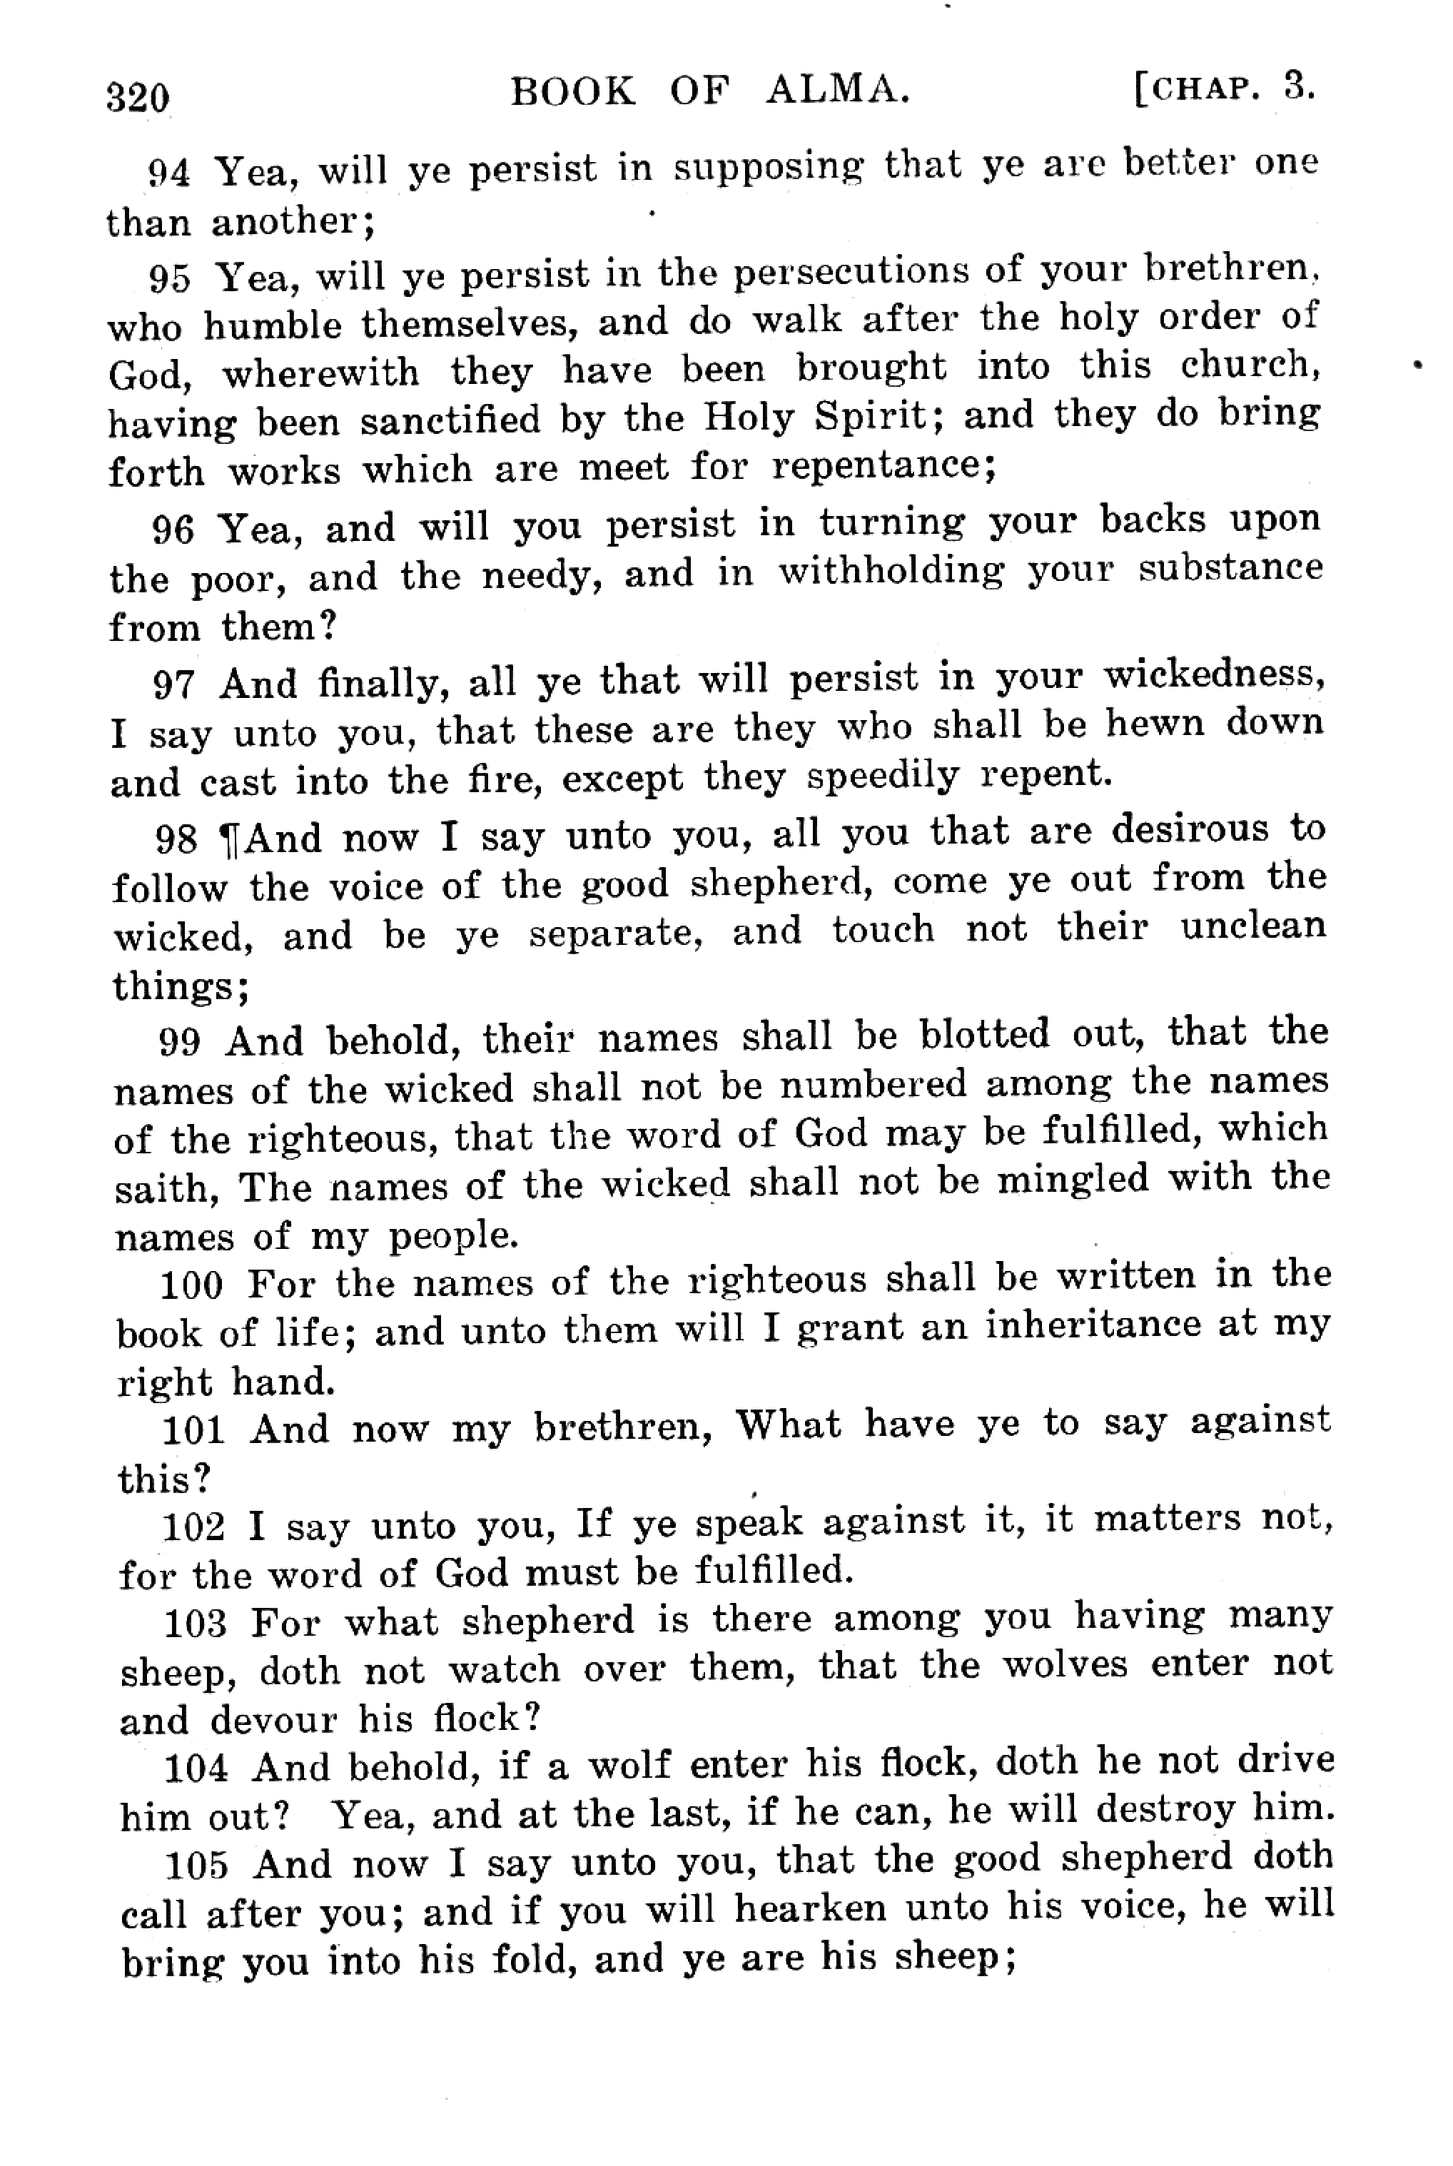 320 BOOK OF ALMA. [CHAP. 3.
94 Yea, will ye persist in supposing that ye are better one
than another;
95 Yea, will ye persist in the persecutions of your brethren,
who humble themselves, and do walk after the holy order of
God, wherewith they have been brought into this church,
having been sanctified by the Holy Spirit; and they do bring
forth works which are meet for repentance;
96 Yea, and will you persist in turning your backs upon
the poor, and the needy, and in withholding your substance
from them?
97 And finally, all ye that will persist in your wickedness,
I say unto you, that these are they who shall be hewn down
and cast into the fire, except they speedily repent.
98 ¶And now I say unto you, all you that are desirous to
follow the voice of the good shepherd, come ye out from the
wicked, and be ye separate, and touch not their unclean
things;
99 And behold, their names shall be blotted out, that the
names of the wicked shall not be numbered among the names
of the righteous, that the word of God may be fulfilled, which
saith, The names of the wicked shall not be mingled with the
names of my people.
100 For the names of the righteous shall be written in the
book of life; and unto them will I grant an inheritance at my
right hand.
101 And now my brethren, What have ye to say against
this?
102 I say unto you, If ye speak against it, it matters not,
for the word of God must be fulfilled.
103 For what shepherd is there among you having many
sheep, doth not watch over them, that the wolves enter not
and devour his flock?
104 And behold, if a wolf enter his flock, doth he not drive
him out? Yea, and at the last, if he can, he will destroy him.
105 And now I say unto you, that the good shepherd doth
call after you; and if you will hearken unto his voice, he will
bring you into his fold, and ye are his sheep;